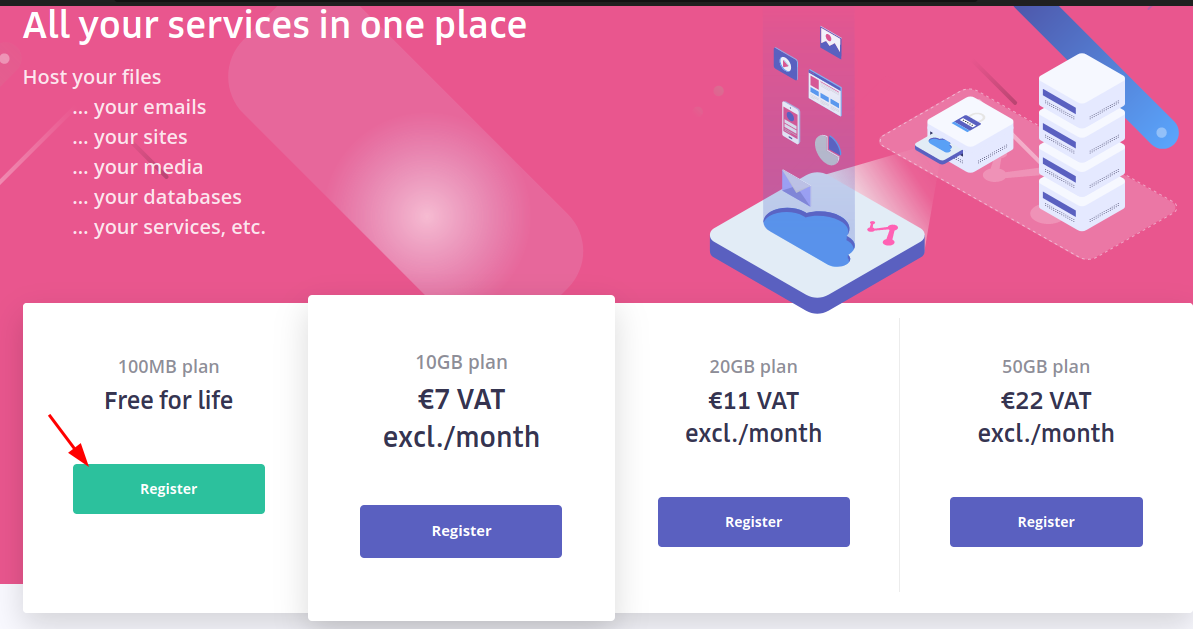 All your services in one place
Host your files
... your emails
... your sites
... your media
... your databases
... your services, etc.
100MB plan
Free for life
Register
10GB plan
€7 VAT
excl./month
Register
20GB plan
€11 VAT
excl./month
Register
50GB plan
€22 VAT
excl./month
Register